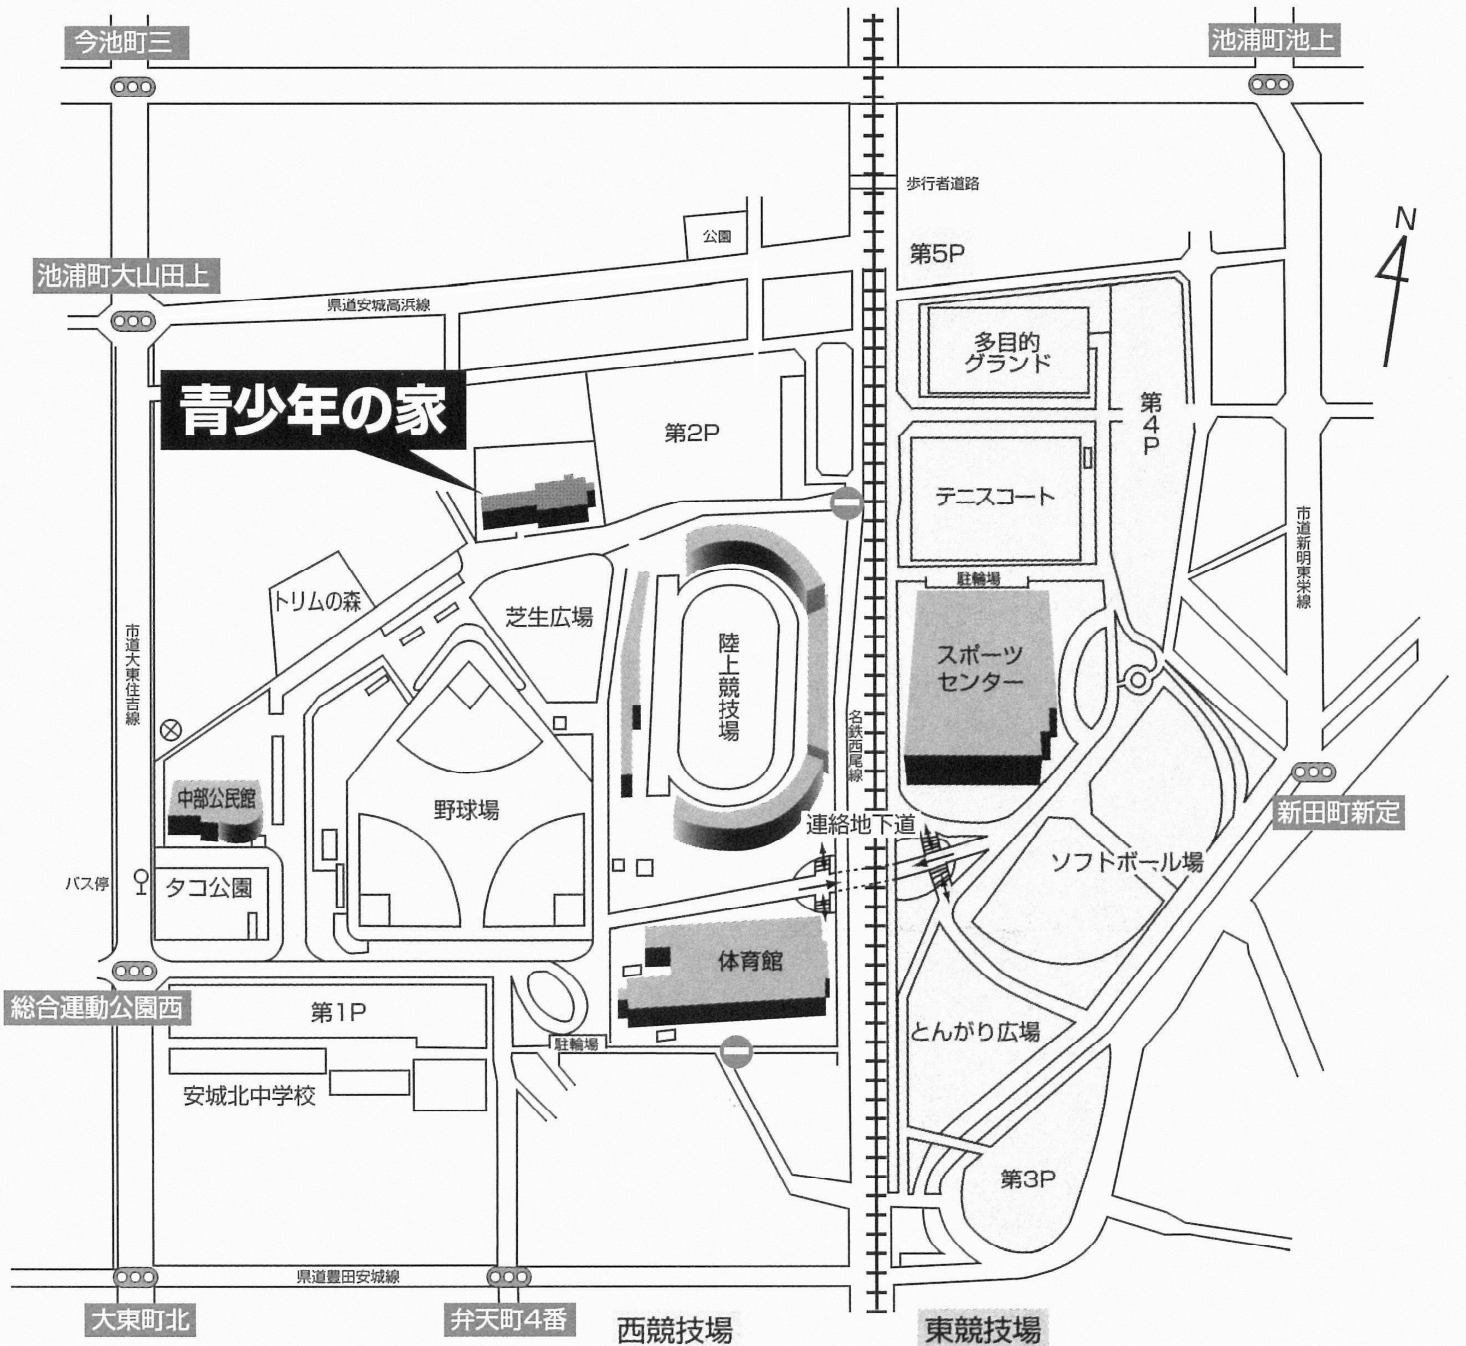 今池町三
池浦町池上
歩行者道路
N
公園
第5P
池浦町大山田上
県道安城高浜線
多目的
グランド
青少年の家
第2P
第4P
テニスコート
市道新明東栄線
駐輪場
トリムの森
芝生広場
市道大東住吉線
陸上競技場
スポーツ
センター
名鉄西尾線
中部公民館
野球場
連絡地下道
新田町新定
ソフトボール場
バス停
タコ公園
体育館
総合運動公園西
第1P
とんがり広場
駐輪場
安城北中学校
第3P
県道豊田安城線
大東町北
弁天町4番
西競技場
東競技場